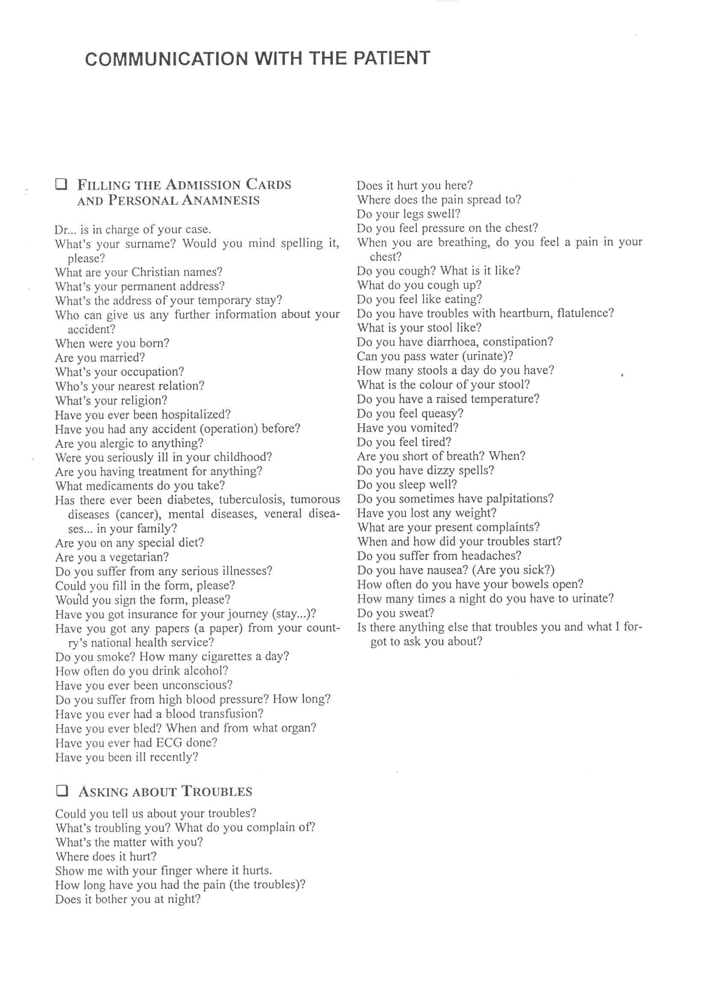 COMMUNICATION WITH THE PATIENT
❑ FILLING THE ADMISSION CARDS
AND PERSONAL ANAMNESIS
Dr... is in charge of your case.
What's your surname? Would you mind spelling it,
please?
What are your Christian names?
What's your permanent address?
What's the address of your temporary stay?
Who can give us any further information about your
accident?
When were you born?
Are you married?
What's your occupation?
Who's your nearest relation?
What's your religion?
Have you ever been hospitalized?
Have you had any accident (operation) before?
Are you alergic to anything?
Were you seriously ill in your childhood?
Are you having treatment for anything?
What medicaments do you take?
Has there ever been diabetes, tuberculosis, tumorous
diseases (cancer), mental diseases, veneral disea-
ses... in your family?
Are you on any special diet?
Are you a vegetarian?
Do you suffer from any serious illnesses?
Could you fill in the form, please?
Would you sign the form, please?
Have you got insurance for your journey (stay...)?
Have you got any papers (a paper) from your count-
ry's national health service?
Do you smoke? How many cigarettes a day?
How often do you drink alcohol?
Have you ever been unconscious?
Do you suffer from high blood pressure? How long?
Have you ever had a blood transfusion?
Have you ever bled? When and from what organ?
Have you ever had ECG done?
Have you been ill recently?
❑ ASKING ABOUT TROUBLES
Could you tell us about your troubles?
What's troubling you? What do you complain of?
What's the matter with you?
Where does it hurt?
Show me with your finger where it hurts.
How long have you had the pain (the troubles)?
Does it bother you at night?
Does it hurt you here?
Where does the pain spread to?
Do your legs swell?
Do you feel pressure on the chest?
When you are breathing, do you feel a pain in your
chest?
Do you cough? What is it like?
What do you cough up?
Do you feel like eating?
Do you have troubles with heartburn, flatulence?
What is your stool like?
Do you have diarrhoea, constipation?
Can you pass water (urinate)?
How many stools a day do you have?
What is the colour of your stool?
Do you have a raised temperature?
Do you feel queasy?
Have you vomited?
Do you feel tired?
Are you short of breath? When?
Do you have dizzy spells?
Do you sleep well?
Do you sometimes have palpitations?
Have you lost any weight?
What are your present complaints?
When and how did your troubles start?
Do you suffer from headaches?
Do you have nausea? (Are you sick?)
How often do you have your bowels open?
How many times a night do you have to urinate?
Do you sweat?
Is there anything else that troubles you and what I for-
got to ask you about?